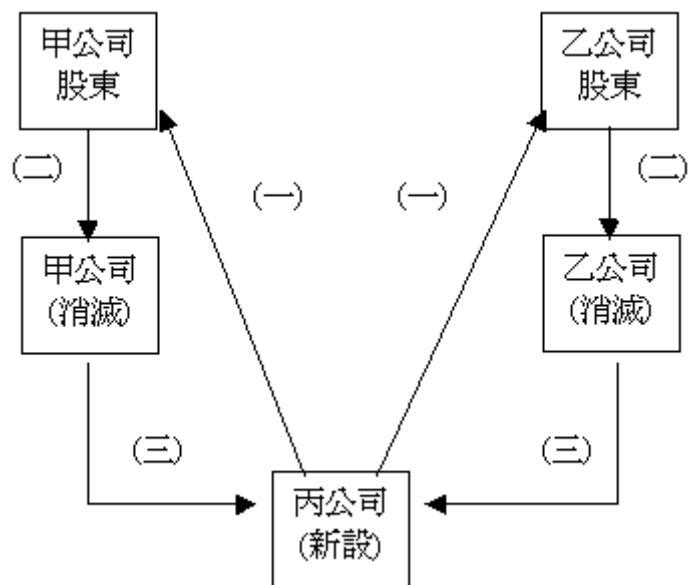 甲公司
股東
乙公司
股東
(二)
(一)
(一)
(二)
甲公司
(消滅)
乙公司
(消滅)
(三)
(三)
丙公司
(新設)